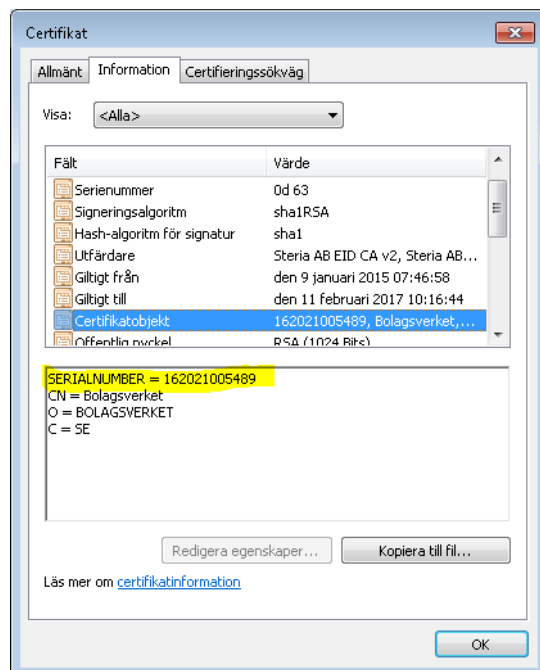 Certifikat
Allmänt Information Certifieringssökväg
Visa: <Alla>
Fält Värde
Serienummer 0d 63
Signeringsalgoritm sha1RSA
Hash-algoritm för signatur sha1
Utfärdare Steria AB EID CA v2, Steria AB...
Giltigt från den 9 januari 2015 07:46:58
Giltigt till den 11 februari 2017 10:16:44
Certifikatobjekt 162021005489, Bolagsverket,...
Offentlig nyckel RSA (1024 Bits)
SERIALNUMBER = 162021005489
CN = Bolagsverket
O = BOLAGSVERKET
C = SE
Redigera egenskaper... Kopiera till fil...
Läs mer om certifikatinformation
OK